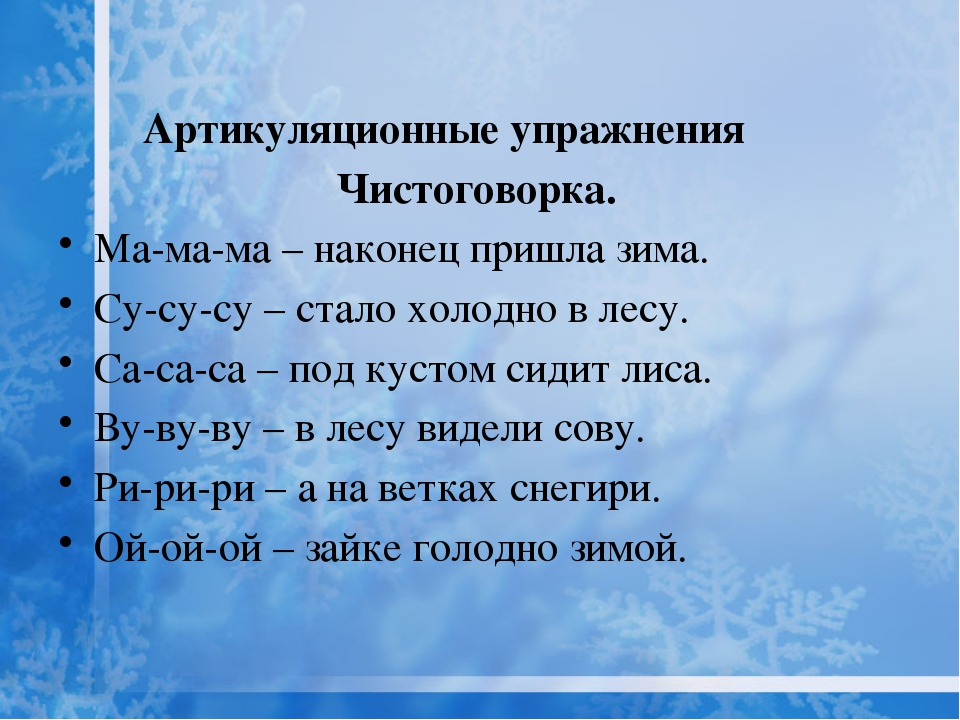 Артикуляционные упражнения
Чистоговорка.
• Ма-ма-ма – наконец пришла зима.
• Су-су-су – стало холодно в лесу.
• Са-са-са – под кустом сидит лиса.
• Ву-ву-ву – в лесу видели сову.
• Ри-ри-ри – а на ветках снегири.
• Ой-ой-ой – зайке голодно зимой.